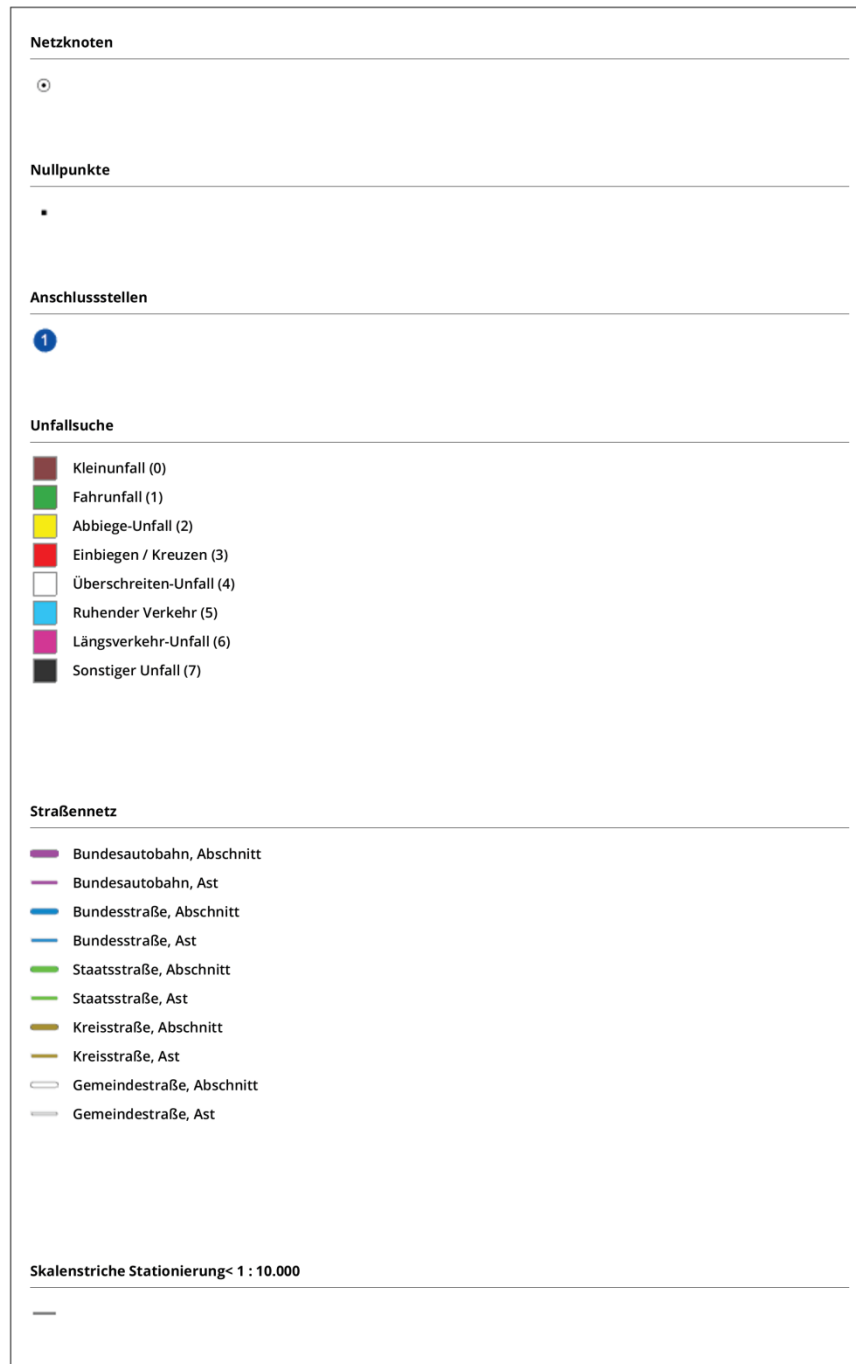 Netzknoten
Nullpunkte
Anschlussstellen
1
Unfallsuche
Kleinunfall (0)
Fahrunfall (1)
Abbiege-Unfall (2)
Einbiegen / Kreuzen (3)
Überschreiten-Unfall (4)
Ruhender Verkehr (5)
Längsverkehr-Unfall (6)
Sonstiger Unfall (7)
Straßennetz
Bundesautobahn, Abschnitt
Bundesautobahn, Ast
Bundesstraße, Abschnitt
Bundesstraße, Ast
Staatsstraße, Abschnitt
Staatsstraße, Ast
Kreisstraße, Abschnitt
Kreisstraße, Ast
Gemeindestraße, Abschnitt
Gemeindestraße, Ast
Skalenstriche Stationierung< 1 : 10.000